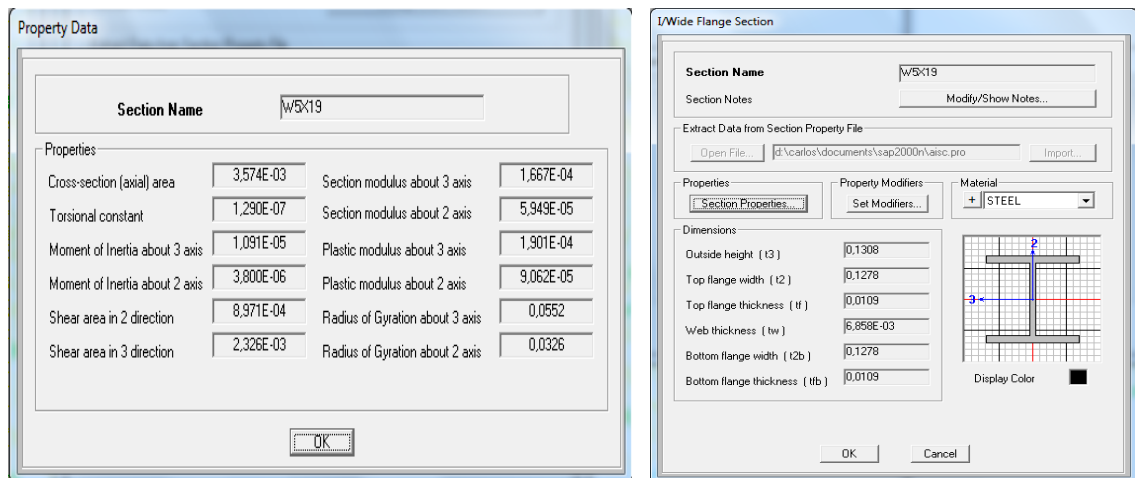 Property Data
Section Name W5X19
Properties
Cross-section (axial) area 3,574E-03 Section modulus about 3 axis 1,667E-04
Torsional constant 1,290E-07 Section modulus about 2 axis 5,949E-05
Moment of Inertia about 3 axis 1,091E-05 Plastic modulus about 3 axis 1,901E-04
Moment of Inertia about 2 axis 3,800E-06 Plastic modulus about 2 axis 9,062E-05
Shear area in 2 direction 8,971E-04 Radius of Gyration about 3 axis 0,0552
Shear area in 3 direction 2,326E-03 Radius of Gyration about 2 axis 0,0326
OK
I/Wide Flange Section
Section Name W5X19
Section Notes Modify/Show Notes...
Extract Data from Section Property File
Open File... d:\carlos\documents\sap2000n\aisc.pro Import...
Properties Property Modifiers Material
Section Properties... Set Modifiers... + STEEL
Dimensions
Outside height ( t3 ) 0,1308
Top flange width ( t2 ) 0,1278
Top flange thickness ( tf ) 0,0109
Web thickness ( tw ) 6,858E-03
Bottom flange width ( t2b ) 0,1278
Bottom flange thickness ( tfb ) 0,0109
2
3
Display Color
OK Cancel